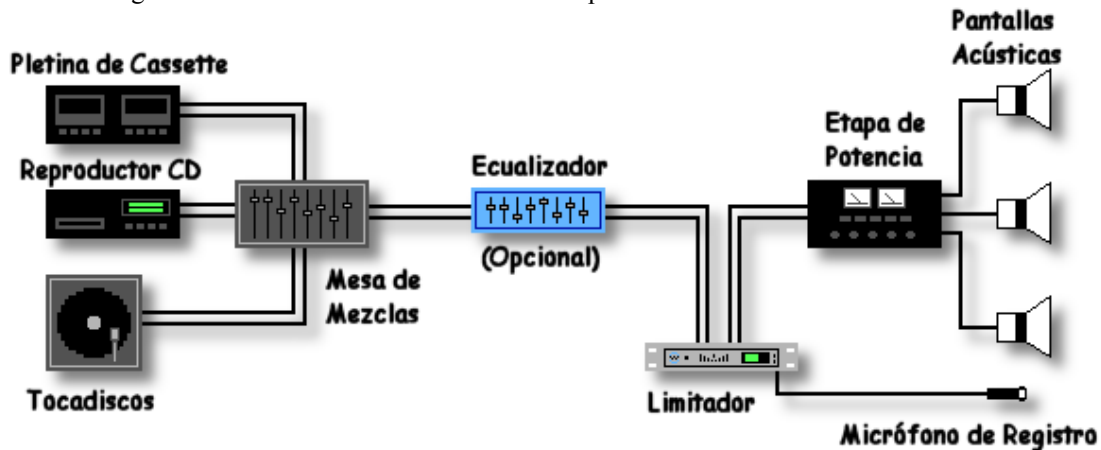 Pantallas
Acústicas
Pletina de Cassette
Etapa de
Potencia
Ecualizador
Reproductor CD
(Opcional)
Mesa de
Mezclas
Tocadiscos
Limitador
Micrófono de Registro